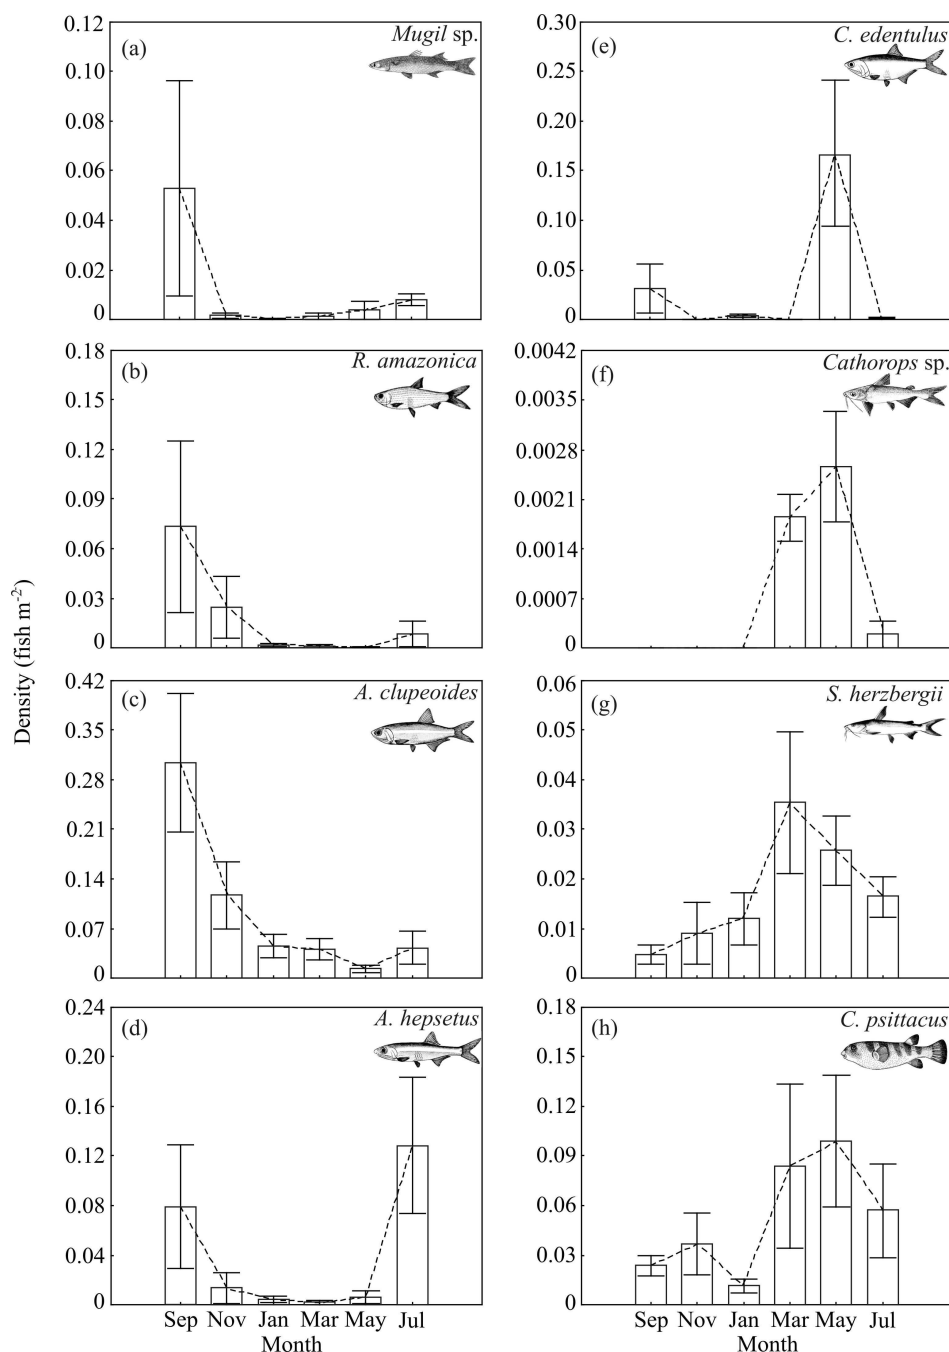 Density (fish m⁻²)
(a)
Mugil sp.
0.12
0.10
0.08
0.06
0.04
0.02
0
(e)
C. edentulus
0.30
0.25
0.20
0.15
0.10
0.05
0
(b)
R. amazonica
0.18
0.15
0.12
0.09
0.06
0.03
0
(f)
Cathorops sp.
0.0042
0.0035
0.0028
0.0021
0.0014
0.0007
0
(c)
A. clupeoides
0.42
0.35
0.28
0.21
0.14
0.07
0
(g)
S. herzbergii
0.06
0.05
0.04
0.03
0.02
0.01
0
(d)
A. hepsetus
0.24
0.20
0.16
0.12
0.08
0.04
0
Sep Nov Jan Mar May Jul
Month
(h)
C. psittacus
0.18
0.15
0.12
0.09
0.06
0.03
0
Sep Nov Jan Mar May Jul
Month